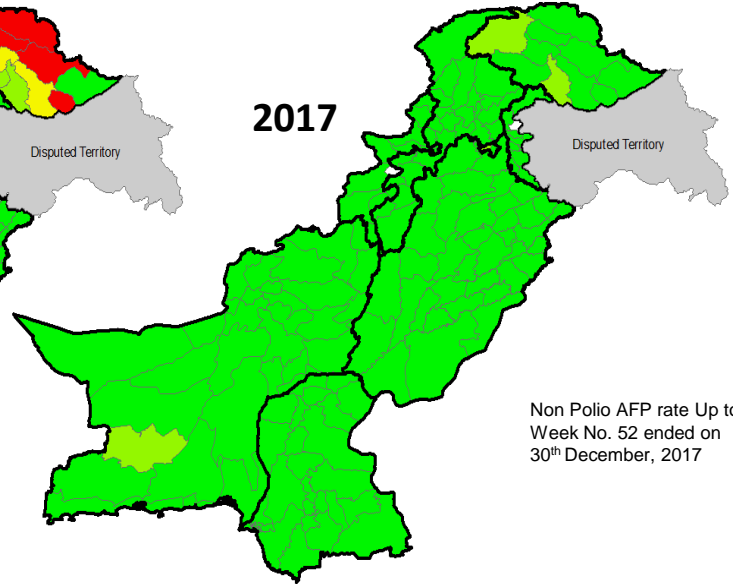 2017
Disputed Territory
Disputed Territory
Non Polio AFP rate Up to
Week No. 52 ended on
30th December, 2017